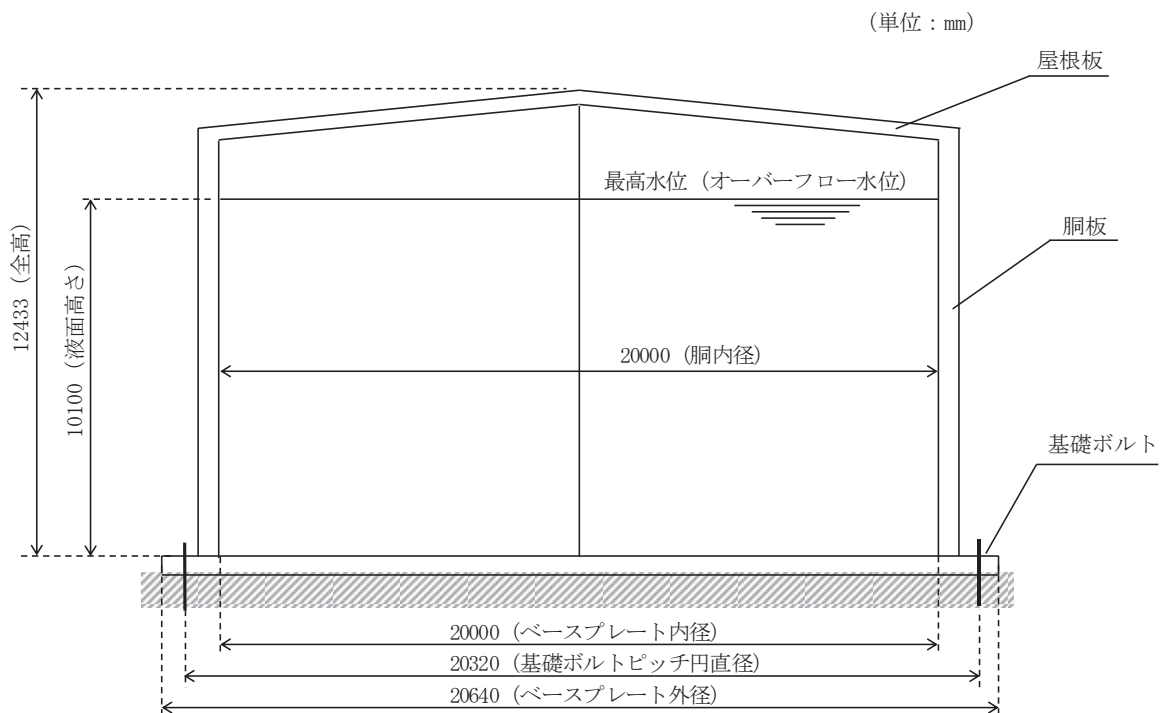 （単位：mm）
屋根板
最高水位（オーバーフロー水位）
胴板
12433（全高）
10100（液面高さ）
20000（胴内径）
基礎ボルト
20000（ベースプレート内径）
20320（基礎ボルトピッチ円直径）
20640（ベースプレート外径）